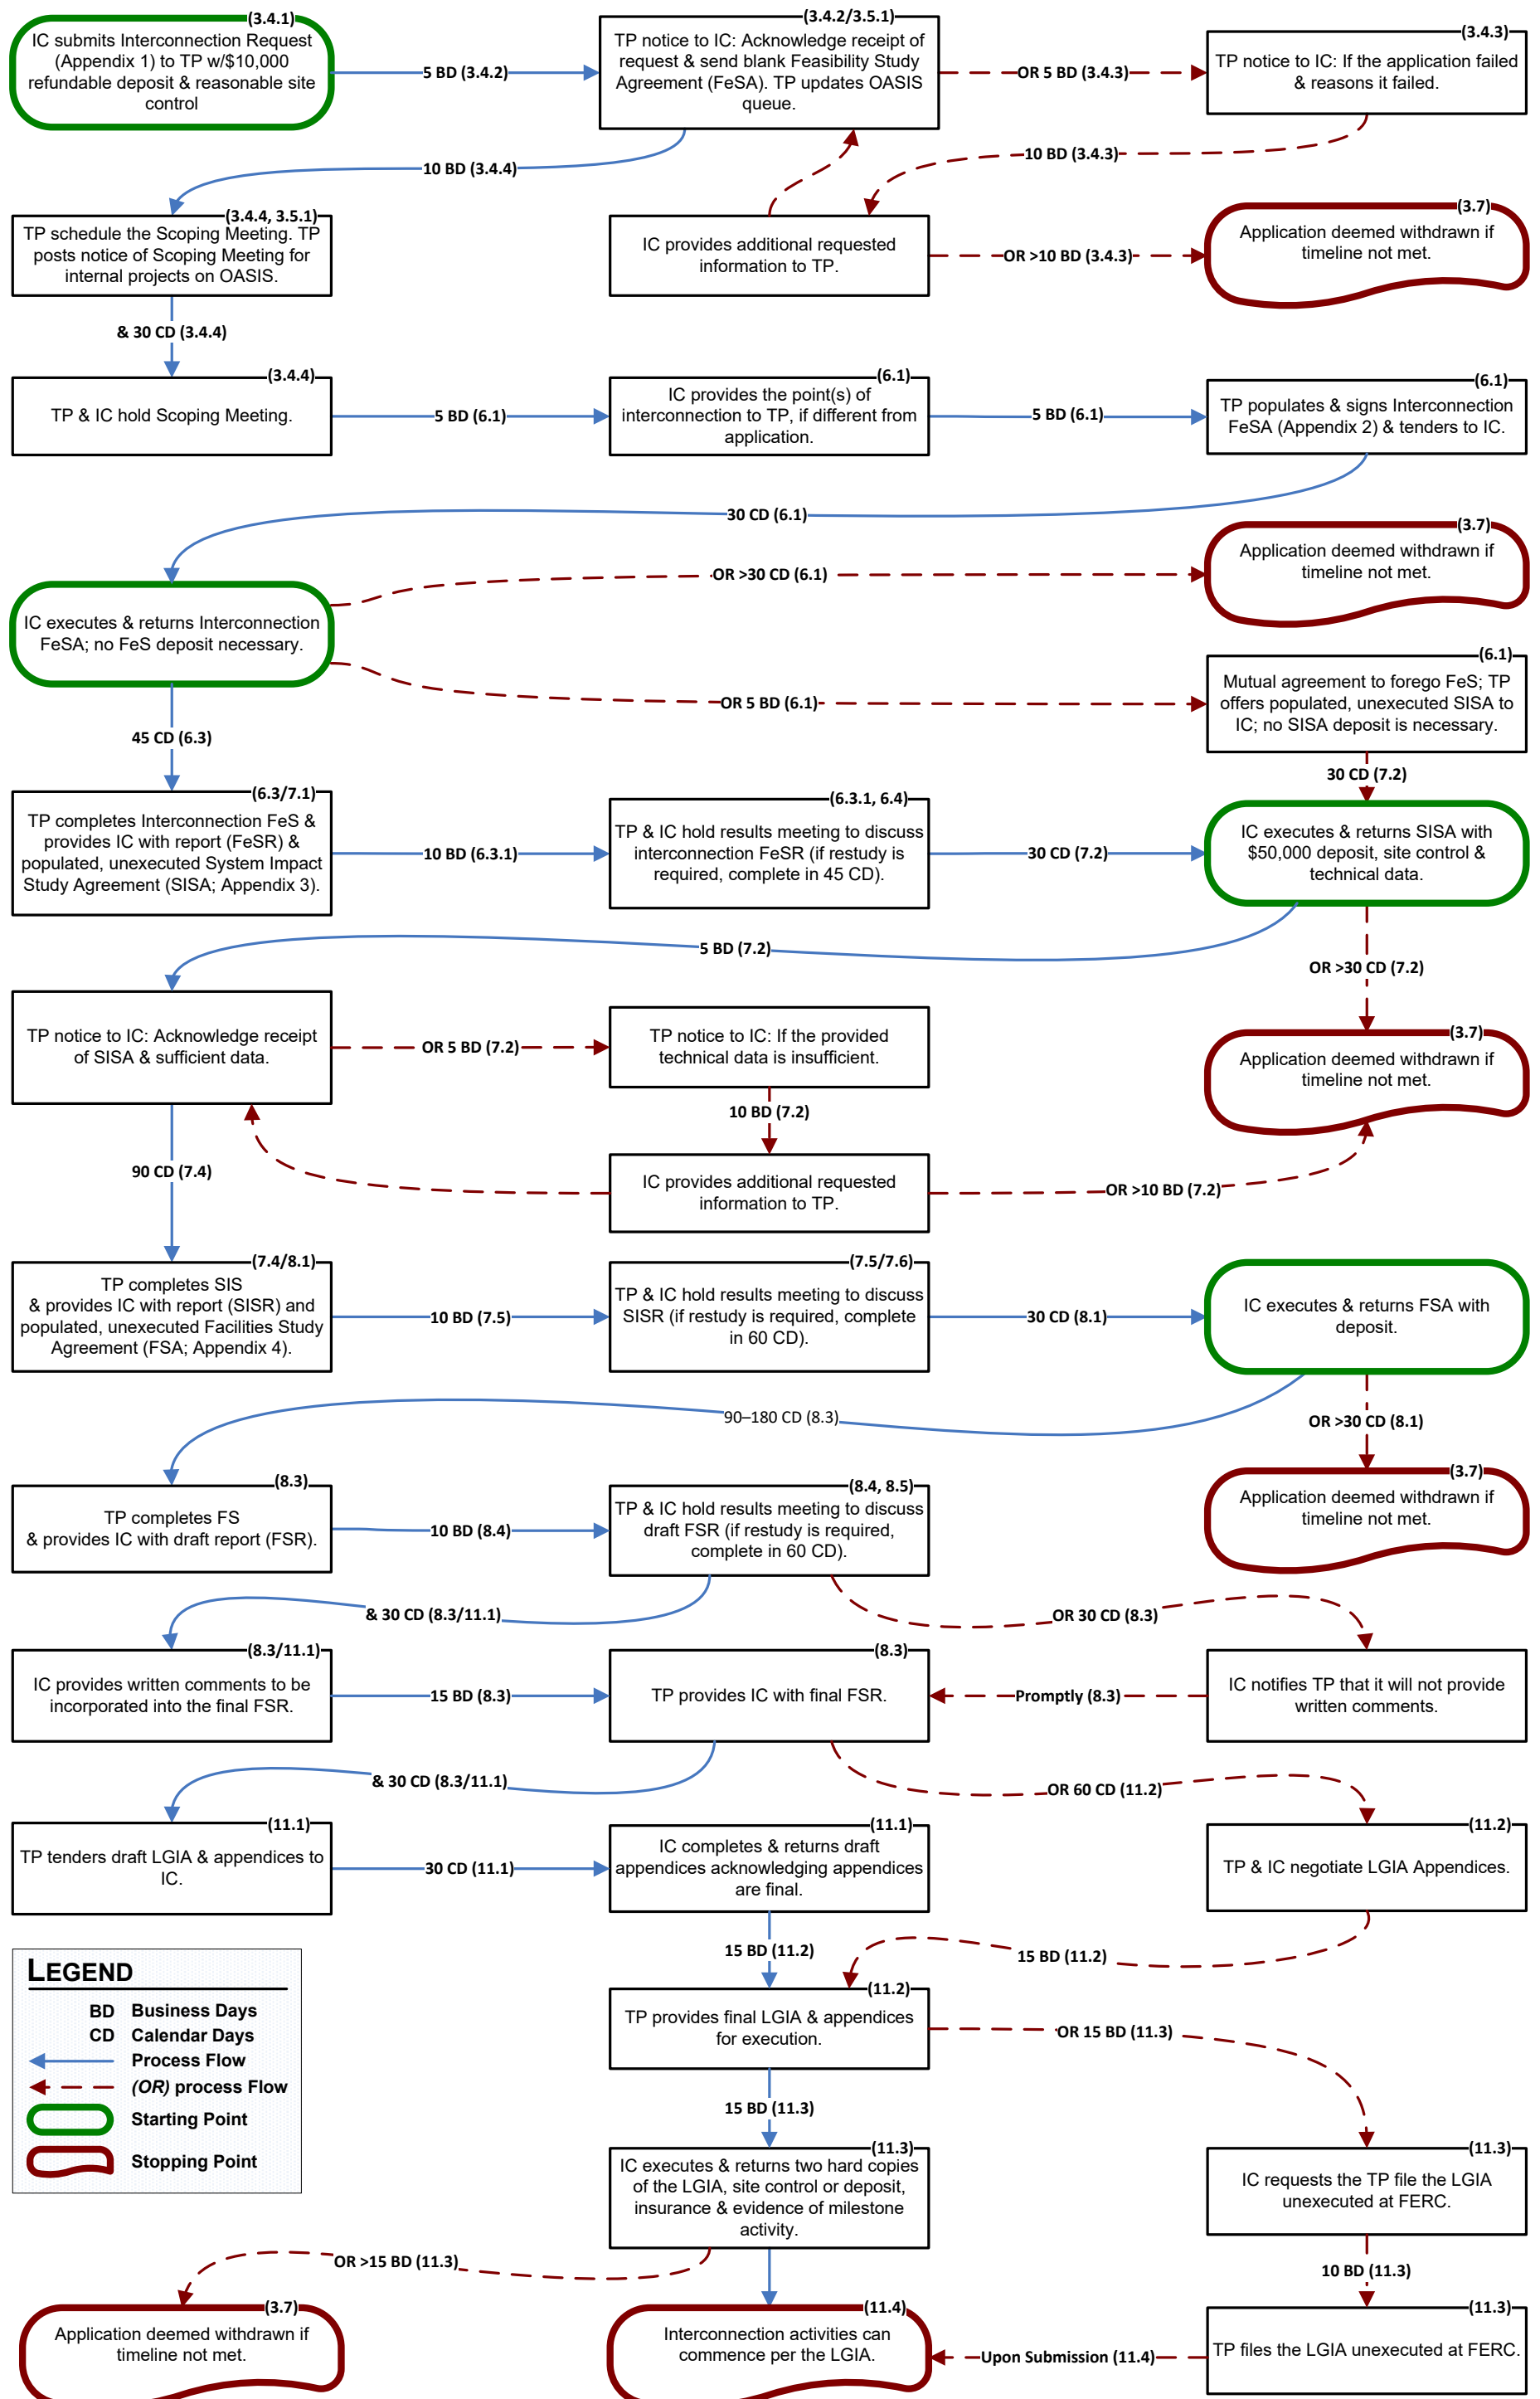 (3.4.1)
IC submits Interconnection Request
(Appendix 1) to TP w/$10,000
refundable deposit & reasonable site
control
5 BD (3.4.2)
(3.4.2/3.5.1)
TP notice to IC: Acknowledge receipt of
request & send blank Feasibility Study
Agreement (FeSA). TP updates OASIS
queue.
OR 5 BD (3.4.3)
(3.4.3)
TP notice to IC: If the application failed
& reasons it failed.
10 BD (3.4.4)
10 BD (3.4.3)
(3.4.4, 3.5.1)
TP schedule the Scoping Meeting. TP
posts notice of Scoping Meeting for
internal projects on OASIS.
IC provides additional requested
information to TP.
OR >10 BD (3.4.3)
(3.7)
Application deemed withdrawn if
timeline not met.
& 30 CD (3.4.4)
(3.4.4)
TP & IC hold Scoping Meeting.
5 BD (6.1)
(6.1)
IC provides the point(s) of
interconnection to TP, if different from
application.
5 BD (6.1)
(6.1)
TP populates & signs Interconnection
FeSA (Appendix 2) & tenders to IC.
30 CD (6.1)
IC executes & returns Interconnection
FeSA; no FeS deposit necessary.
OR >30 CD (6.1)
(3.7)
Application deemed withdrawn if
timeline not met.
OR 5 BD (6.1)
(6.1)
Mutual agreement to forego FeS; TP
offers populated, unexecuted SISA to
IC; no SISA deposit is necessary.
45 CD (6.3)
30 CD (7.2)
(6.3/7.1)
TP completes Interconnection FeS &
provides IC with report (FeSR) &
populated, unexecuted System Impact
Study Agreement (SISA; Appendix 3).
10 BD (6.3.1)
(6.3.1, 6.4)
TP & IC hold results meeting to discuss
interconnection FeSR (if restudy is
required, complete in 45 CD).
30 CD (7.2)
IC executes & returns SISA with
$50,000 deposit, site control &
technical data.
5 BD (7.2)
OR >30 CD (7.2)
TP notice to IC: Acknowledge receipt
of SISA & sufficient data.
OR 5 BD (7.2)
TP notice to IC: If the provided
technical data is insufficient.
(3.7)
Application deemed withdrawn if
timeline not met.
10 BD (7.2)
90 CD (7.4)
IC provides additional requested
information to TP.
OR >10 BD (7.2)
(7.4/8.1)
TP completes SIS
& provides IC with report (SISR) and
populated, unexecuted Facilities Study
Agreement (FSA; Appendix 4).
10 BD (7.5)
(7.5/7.6)
TP & IC hold results meeting to discuss
SISR (if restudy is required, complete
in 60 CD).
30 CD (8.1)
IC executes & returns FSA with
deposit.
90–180 CD (8.3)
OR >30 CD (8.1)
(8.3)
TP completes FS
& provides IC with draft report (FSR).
10 BD (8.4)
(8.4, 8.5)
TP & IC hold results meeting to discuss
draft FSR (if restudy is required,
complete in 60 CD).
(3.7)
Application deemed withdrawn if
timeline not met.
& 30 CD (8.3/11.1)
OR 30 CD (8.3)
(8.3/11.1)
IC provides written comments to be
incorporated into the final FSR.
15 BD (8.3)
(8.3)
TP provides IC with final FSR.
Promptly (8.3)
IC notifies TP that it will not provide
written comments.
& 30 CD (8.3/11.1)
OR 60 CD (11.2)
(11.1)
TP tenders draft LGIA & appendices to
IC.
30 CD (11.1)
(11.1)
IC completes & returns draft
appendices acknowledging appendices
are final.
(11.2)
TP & IC negotiate LGIA Appendices.
15 BD (11.2)
15 BD (11.2)
(11.2)
TP provides final LGIA & appendices
for execution.
OR 15 BD (11.3)
LEGEND
BD Business Days
CD Calendar Days
Process Flow
(OR) process Flow
Starting Point
Stopping Point
15 BD (11.3)
(11.3)
IC executes & returns two hard copies
of the LGIA, site control or deposit,
insurance & evidence of milestone
activity.
(11.3)
IC requests the TP file the LGIA
unexecuted at FERC.
OR >15 BD (11.3)
10 BD (11.3)
(3.7)
Application deemed withdrawn if
timeline not met.
(11.4)
Interconnection activities can
commence per the LGIA.
Upon Submission (11.4)
(11.3)
TP files the LGIA unexecuted at FERC.